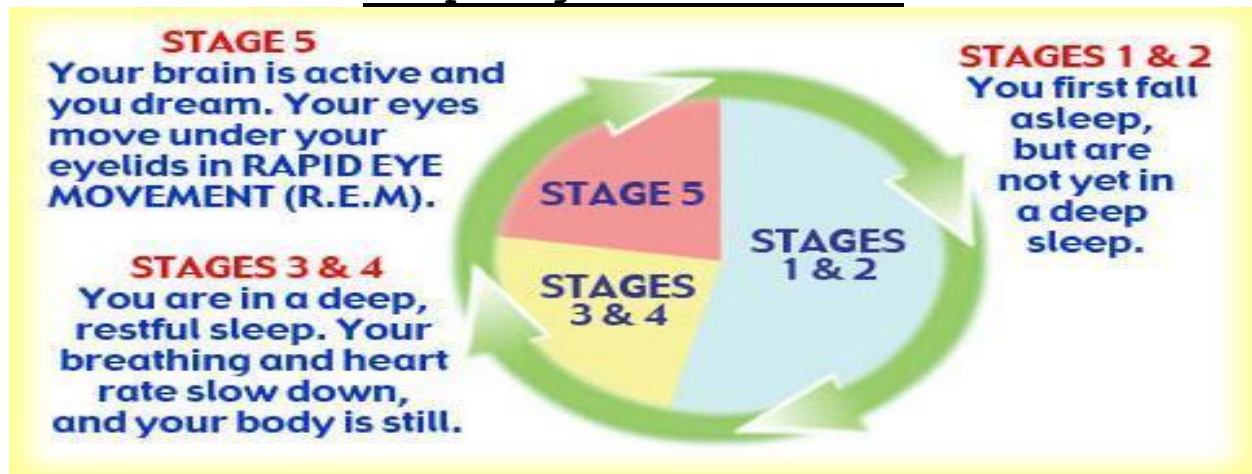 STAGE 5
Your brain is active and
you dream. Your eyes
move under your
eyelids in RAPID EYE
MOVEMENT (R.E.M).
STAGES 3 & 4
You are in a deep,
restful sleep. Your
breathing and heart
rate slow down,
and your body is still.
STAGE 5
STAGES
3 & 4
STAGES
1 & 2
STAGES 1 & 2
You first fall
asleep,
but are
not yet in
a deep
sleep.